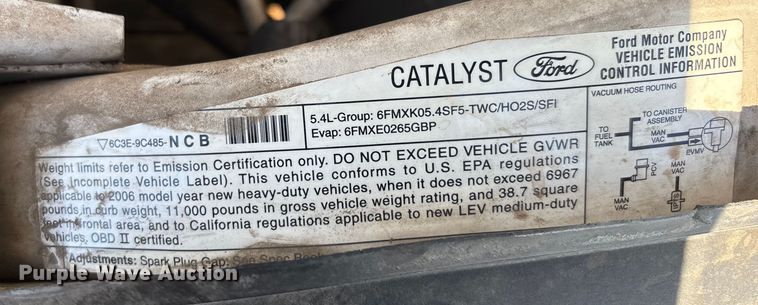 CATALYST Ford
Ford Motor Company
VEHICLE EMISSION
CONTROL INFORMATION
▽6C3E-9C485-NCB
5.4L-Group: 6FMXK05.4SF5-TWC/HO2S/SFI
Evap: 6FMXE0265GBP
Weight limits refer to Emission Certification only. DO NOT EXCEED VEHICLE GVWR
(See Incomplete Vehicle Label). This vehicle conforms to U.S. EPA regulations
applicable to 2006 model year new heavy-duty vehicles, when it does not exceed 6967
pounds in curb weight, 11,000 pounds in gross vehicle weight rating, and 38.7 square
feet in frontal area, and to California regulations applicable to new LEV medium-duty
vehicles, OBD II certified.
Adjustments: Spark Plug Gap: See Spec
VACUUM HOSE ROUTING
TO CANISTER
ASSEMBLY
TO
FUEL
TANK
EVMV
T
MAN
VAC
PCV
MAN
VAC
MAN
VAC
Purple Wave Auction